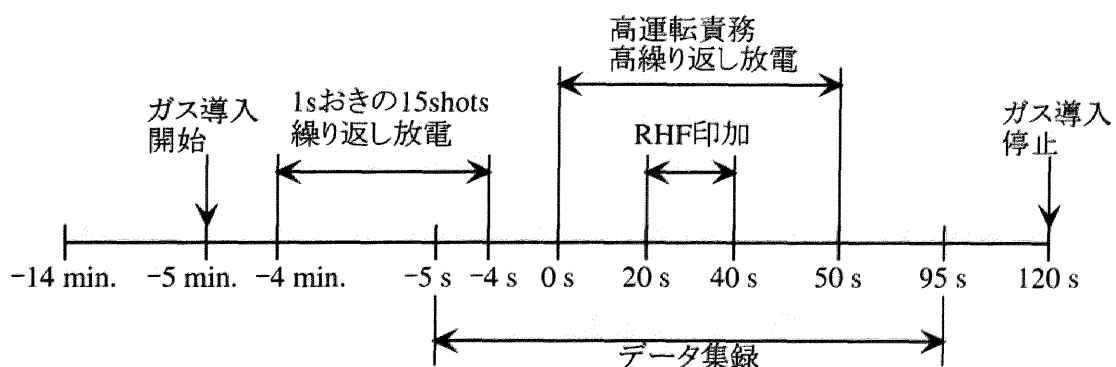 高運転責務
高繰り返し放電
ガス導入
開始
1sおきの15shots
繰り返し放電
RHF印加
ガス導入
停止
-14 min.
-5 min.
-4 min.
-5 s
-4 s
0 s
20 s
40 s
50 s
95 s
120 s
データ集録